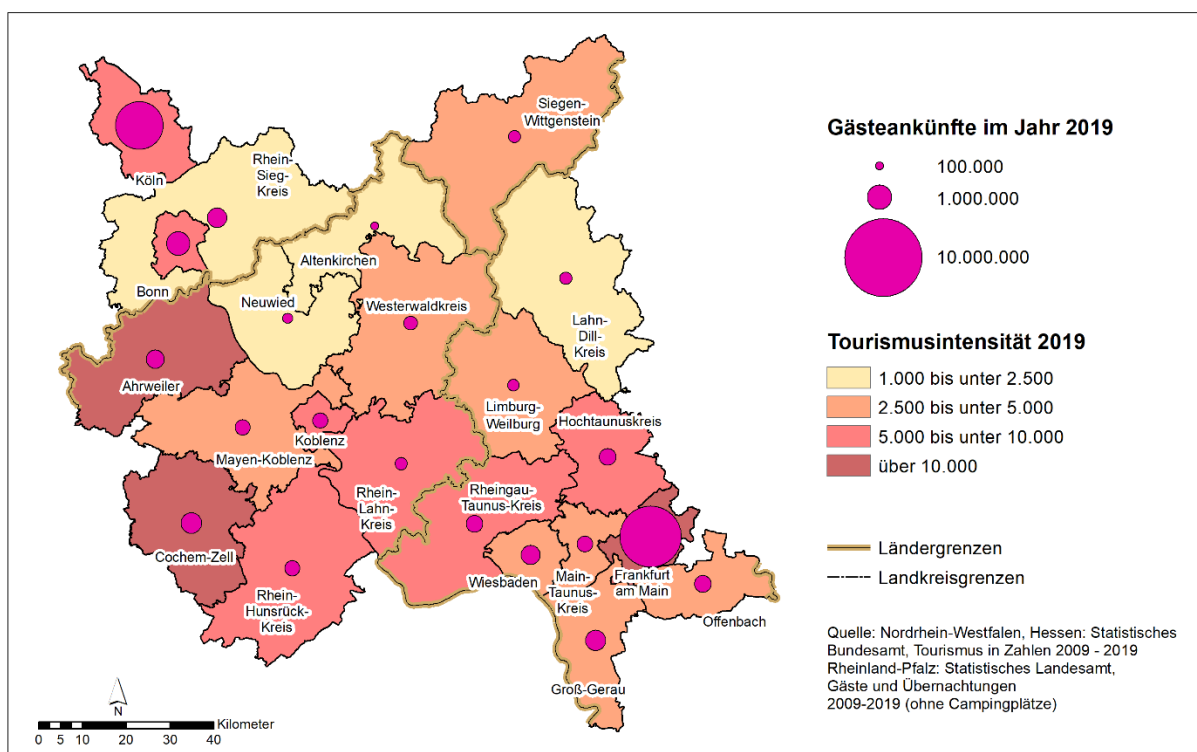 Siegen-
Wittgenstein
Köln
Rhein-
Sieg-
Kreis
Altenkirchen
Bonn
Neuwied
Westerwaldkreis
Lahn-
Dill-
Kreis
Ahrweiler
Limburg-
Weilburg
Hochtaunuskreis
Koblenz
Mayen-Koblenz
Rhein-
Lahn-
Kreis
Rheingau-
Taunus-Kreis
Cochem-Zell
Wiesbaden
Main-
Taunus-
Kreis
Frankfurt
am Main
Rhein-
Hunsrück-
Kreis
Offenbach
Groß-Gerau
N
Kilometer
0 5 10 20 30 40
Gästeankünfte im Jahr 2019
100.000
1.000.000
10.000.000
Tourismusintensität 2019
1.000 bis unter 2.500
2.500 bis unter 5.000
5.000 bis unter 10.000
über 10.000
Ländergrenzen
Landkreisgrenzen
Quelle: Nordrhein-Westfalen, Hessen: Statistisches
Bundesamt, Tourismus in Zahlen 2009 - 2019
Rheinland-Pfalz: Statistisches Landesamt,
Gäste und Übernachtungen
2009-2019 (ohne Campingplätze)